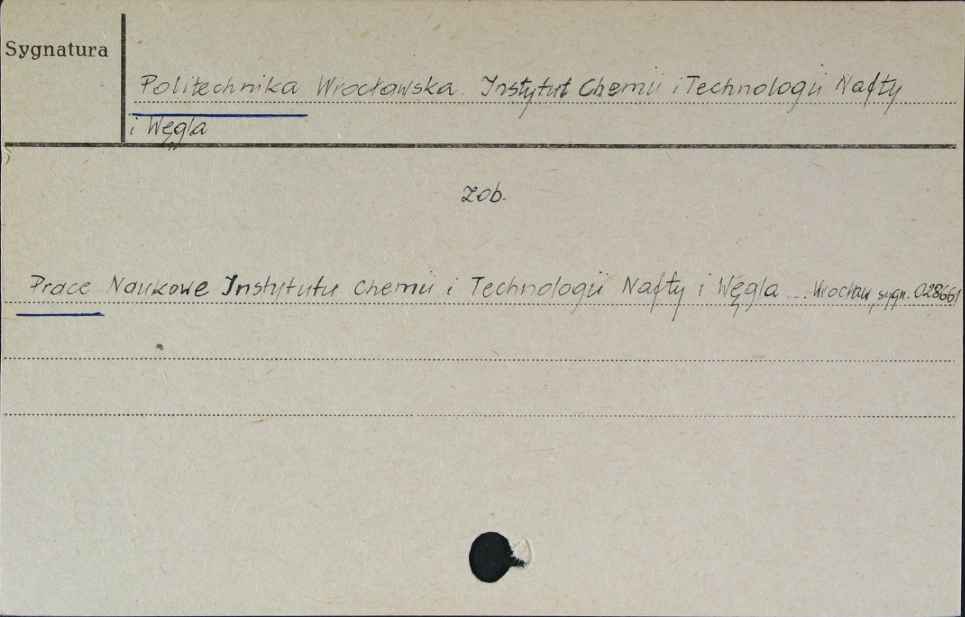 Sygnatura
Politechnika Wrocławska. Instytut Chemii i Technologii Nafty
i Węgla
zob.
Prace Naukowe Instytutu Chemii i Technologii Nafty i Węgla ... Wrocław, sygn. 028661